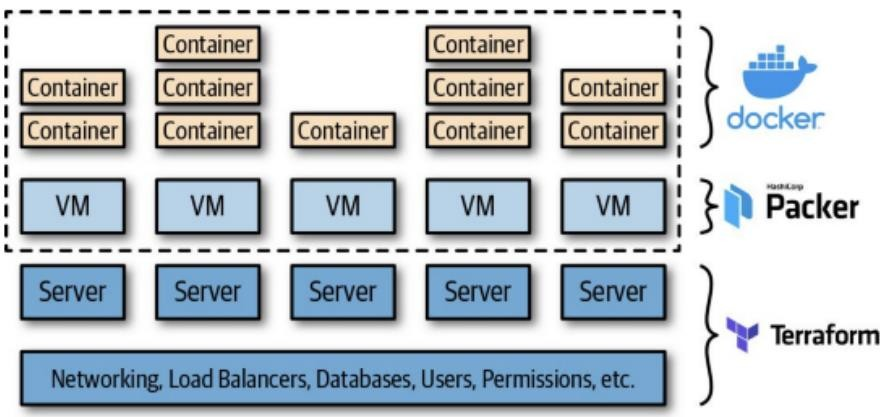 Container Container
Container Container Container Container
Container Container Container Container Container
docker
VM VM VM VM VM
HashiCorp
Packer
Server Server Server Server Server
Terraform
Networking, Load Balancers, Databases, Users, Permissions, etc.